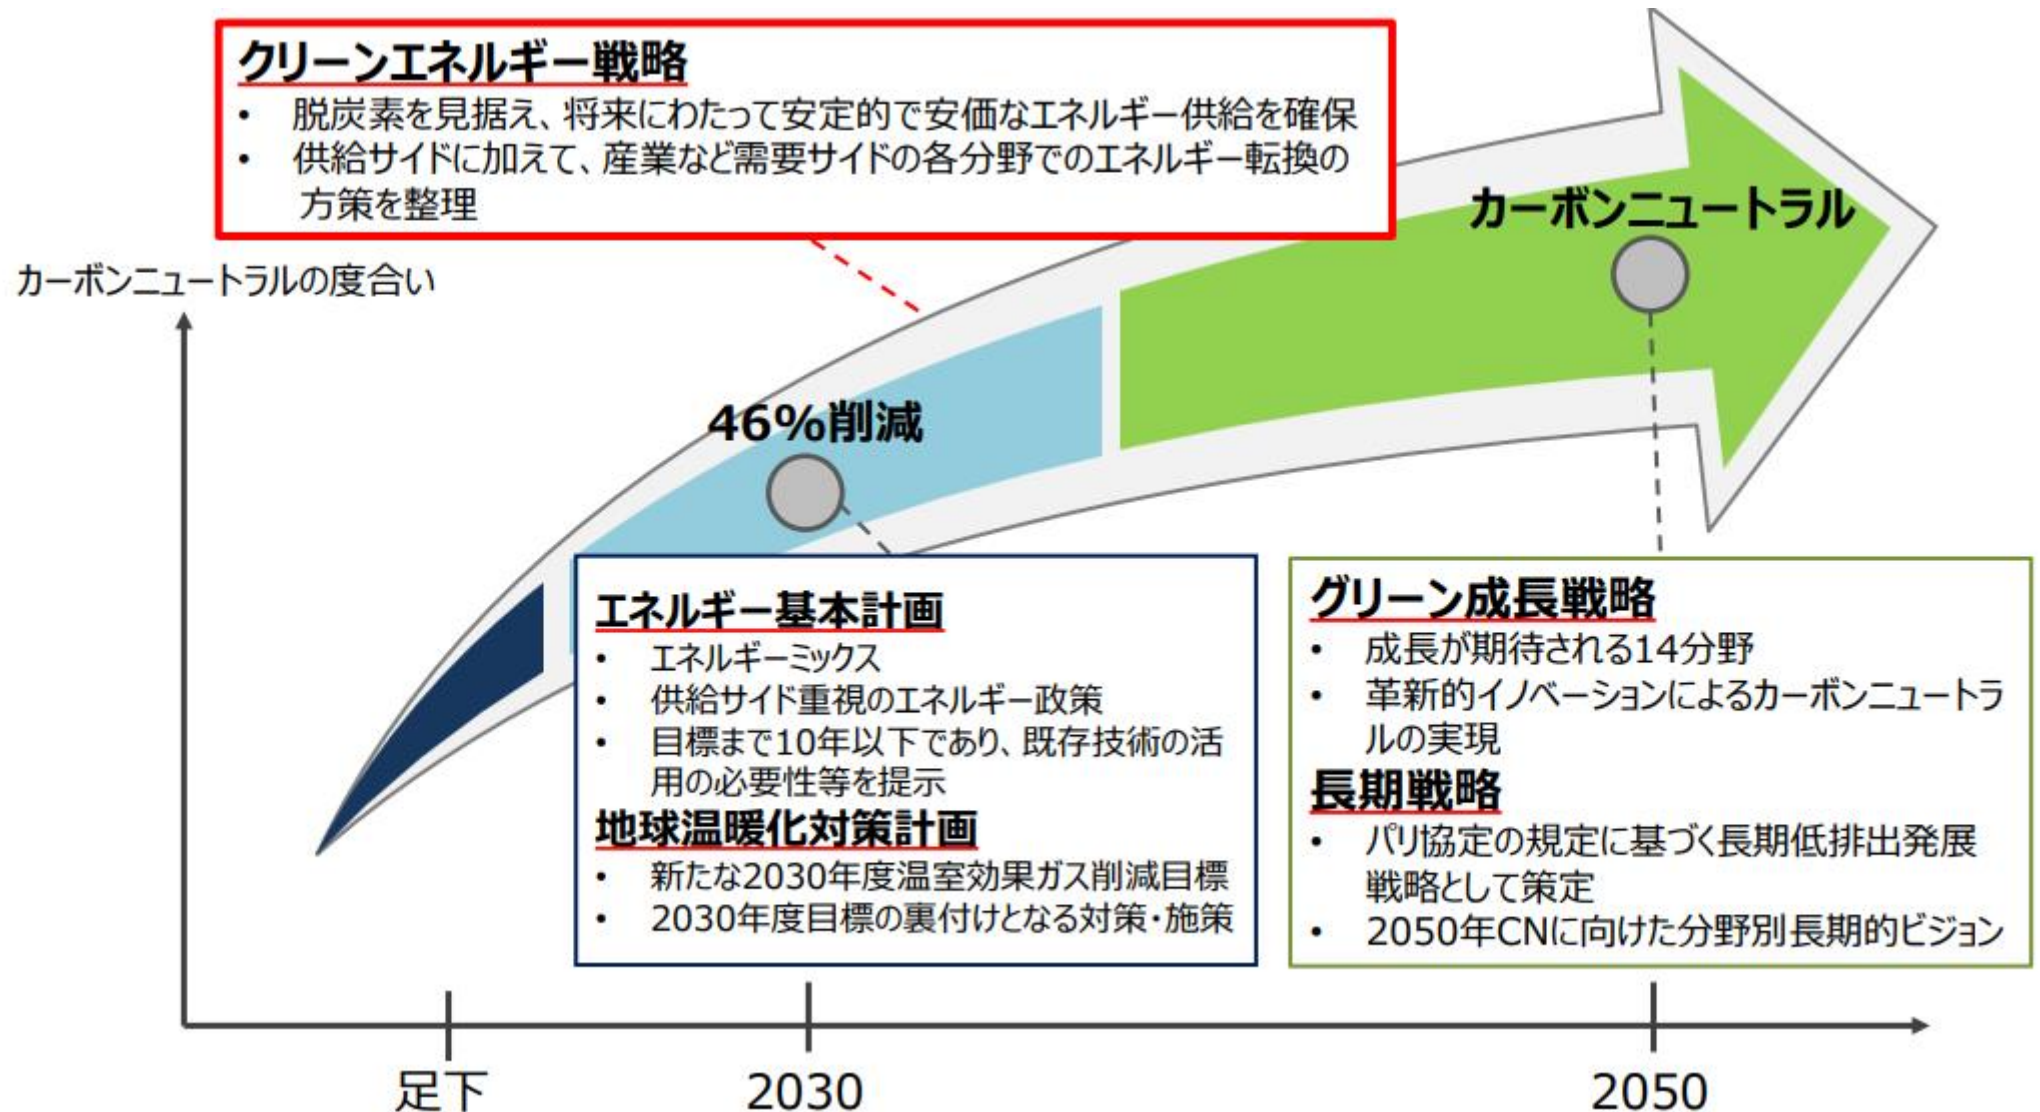 クリーンエネルギー戦略
• 脱炭素を見据え、将来にわたって安定的で安価なエネルギー供給を確保
• 供給サイドに加えて、産業など需要サイドの各分野でのエネルギー転換の
方策を整理
カーボンニュートラル
カーボンニュートラルの度合い
46%削減
エネルギー基本計画
• エネルギーミックス
• 供給サイド重視のエネルギー政策
• 目標まで10年以下であり、既存技術の活
用の必要性等を提示
地球温暖化対策計画
• 新たな2030年度温室効果ガス削減目標
• 2030年度目標の裏付けとなる対策・施策
グリーン成長戦略
• 成長が期待される14分野
• 革新的イノベーションによるカーボンニュートラ
ルの実現
長期戦略
• パリ協定の規定に基づく長期低排出発展
戦略として策定
• 2050年CNに向けた分野別長期的ビジョン
足下
2030
2050